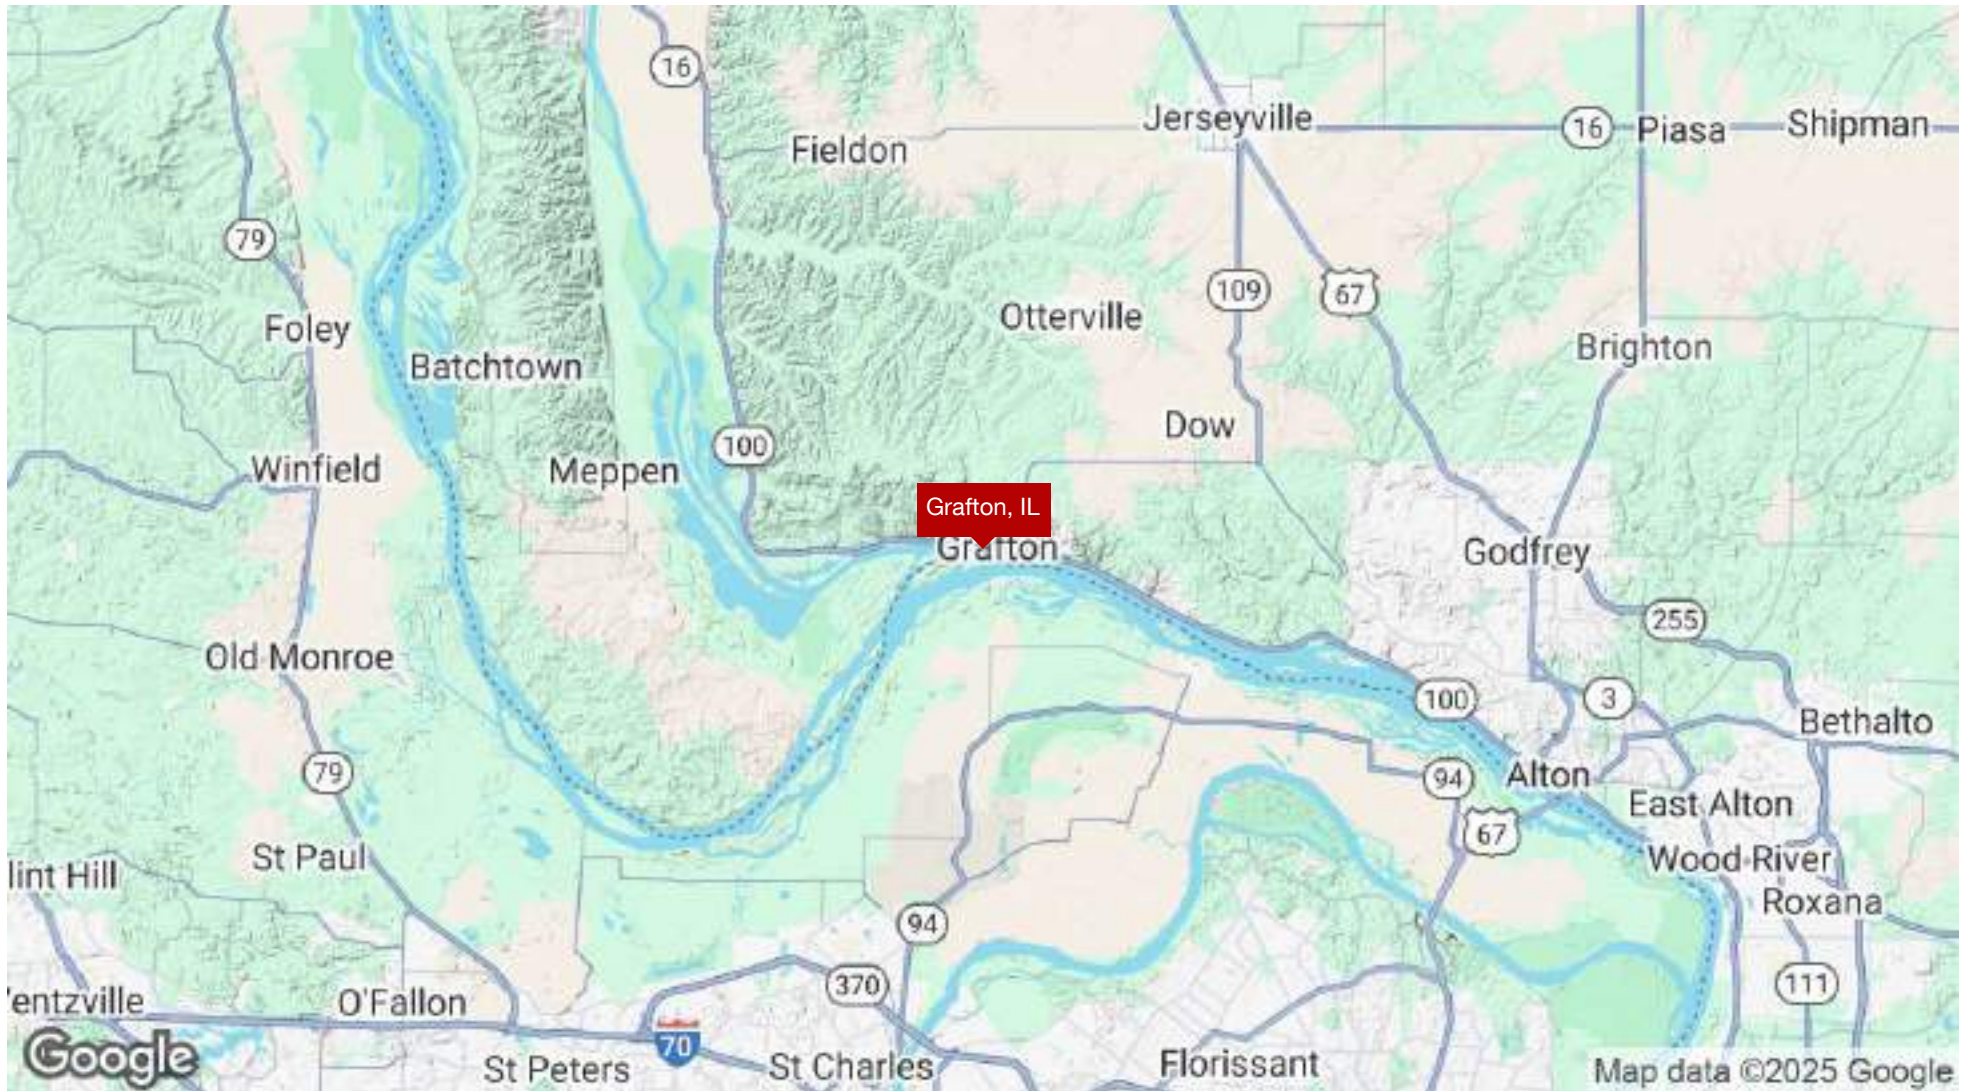 16
Jerseyville
16
Piasa
Shipman
Fieldon
79
109
67
Otterville
Foley
Brighton
Batchtown
Dow
100
Winfield
Meppen
Grafton, IL
Grafton
Godfrey
255
Old Monroe
100
3
Bethalto
79
94
Alton
East Alton
67
St Paul
Wood River
lint Hill
Roxana
94
370
111
entzville
O'Fallon
70
Google
St Peters
St Charles
Florissant
Map data ©2025 Google